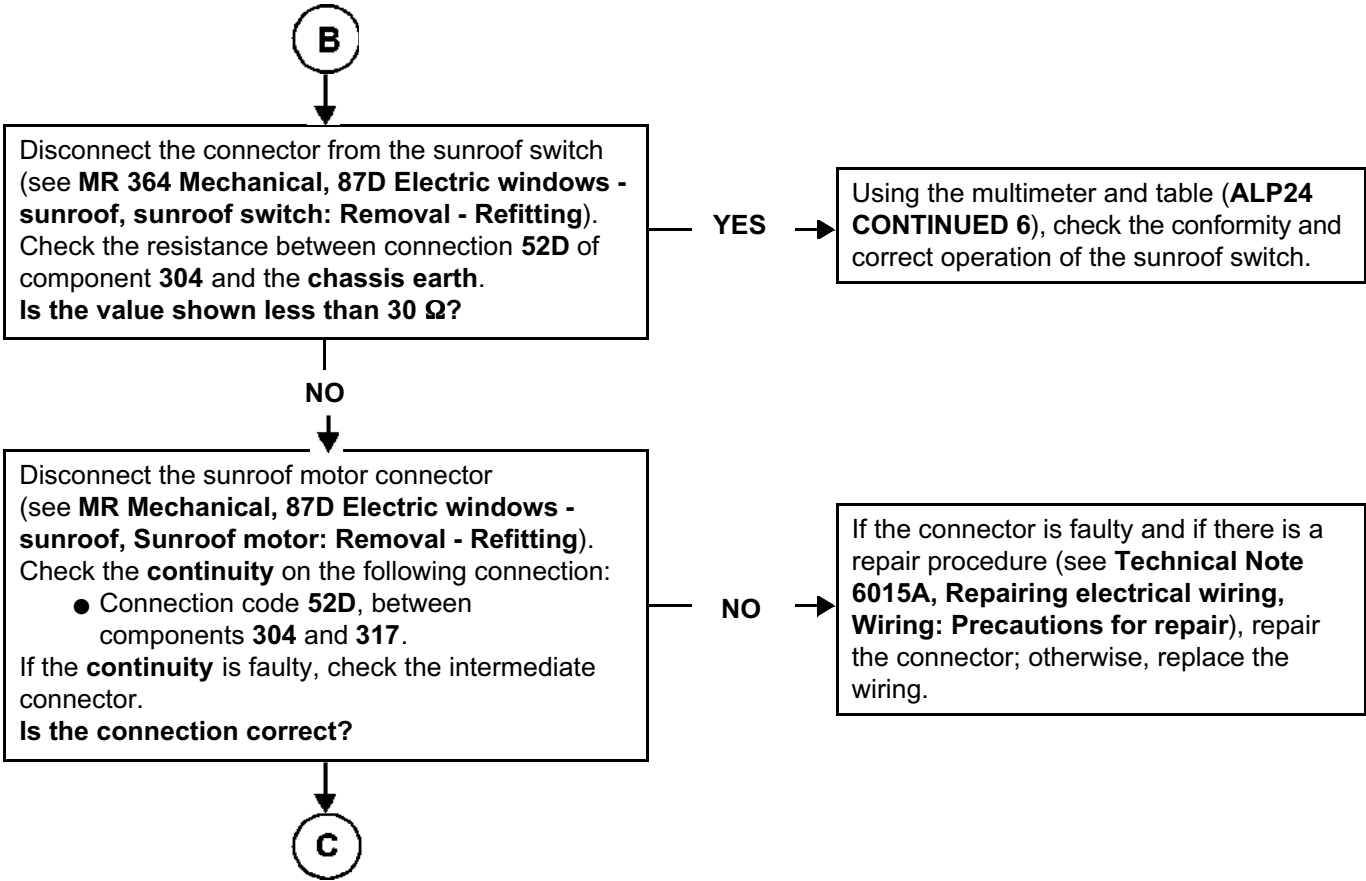 B
Disconnect the connector from the sunroof switch
(see MR 364 Mechanical, 87D Electric windows -
sunroof, sunroof switch: Removal - Refitting).
Check the resistance between connection 52D of
component 304 and the chassis earth.
Is the value shown less than 30 Ω?
YES
Using the multimeter and table (ALP24
CONTINUED 6), check the conformity and
correct operation of the sunroof switch.
NO
Disconnect the sunroof motor connector
(see MR Mechanical, 87D Electric windows -
sunroof, Sunroof motor: Removal - Refitting).
Check the continuity on the following connection:
● Connection code 52D, between
components 304 and 317.
If the continuity is faulty, check the intermediate
connector.
Is the connection correct?
NO
If the connector is faulty and if there is a
repair procedure (see Technical Note
6015A, Repairing electrical wiring,
Wiring: Precautions for repair), repair
the connector; otherwise, replace the
wiring.
C